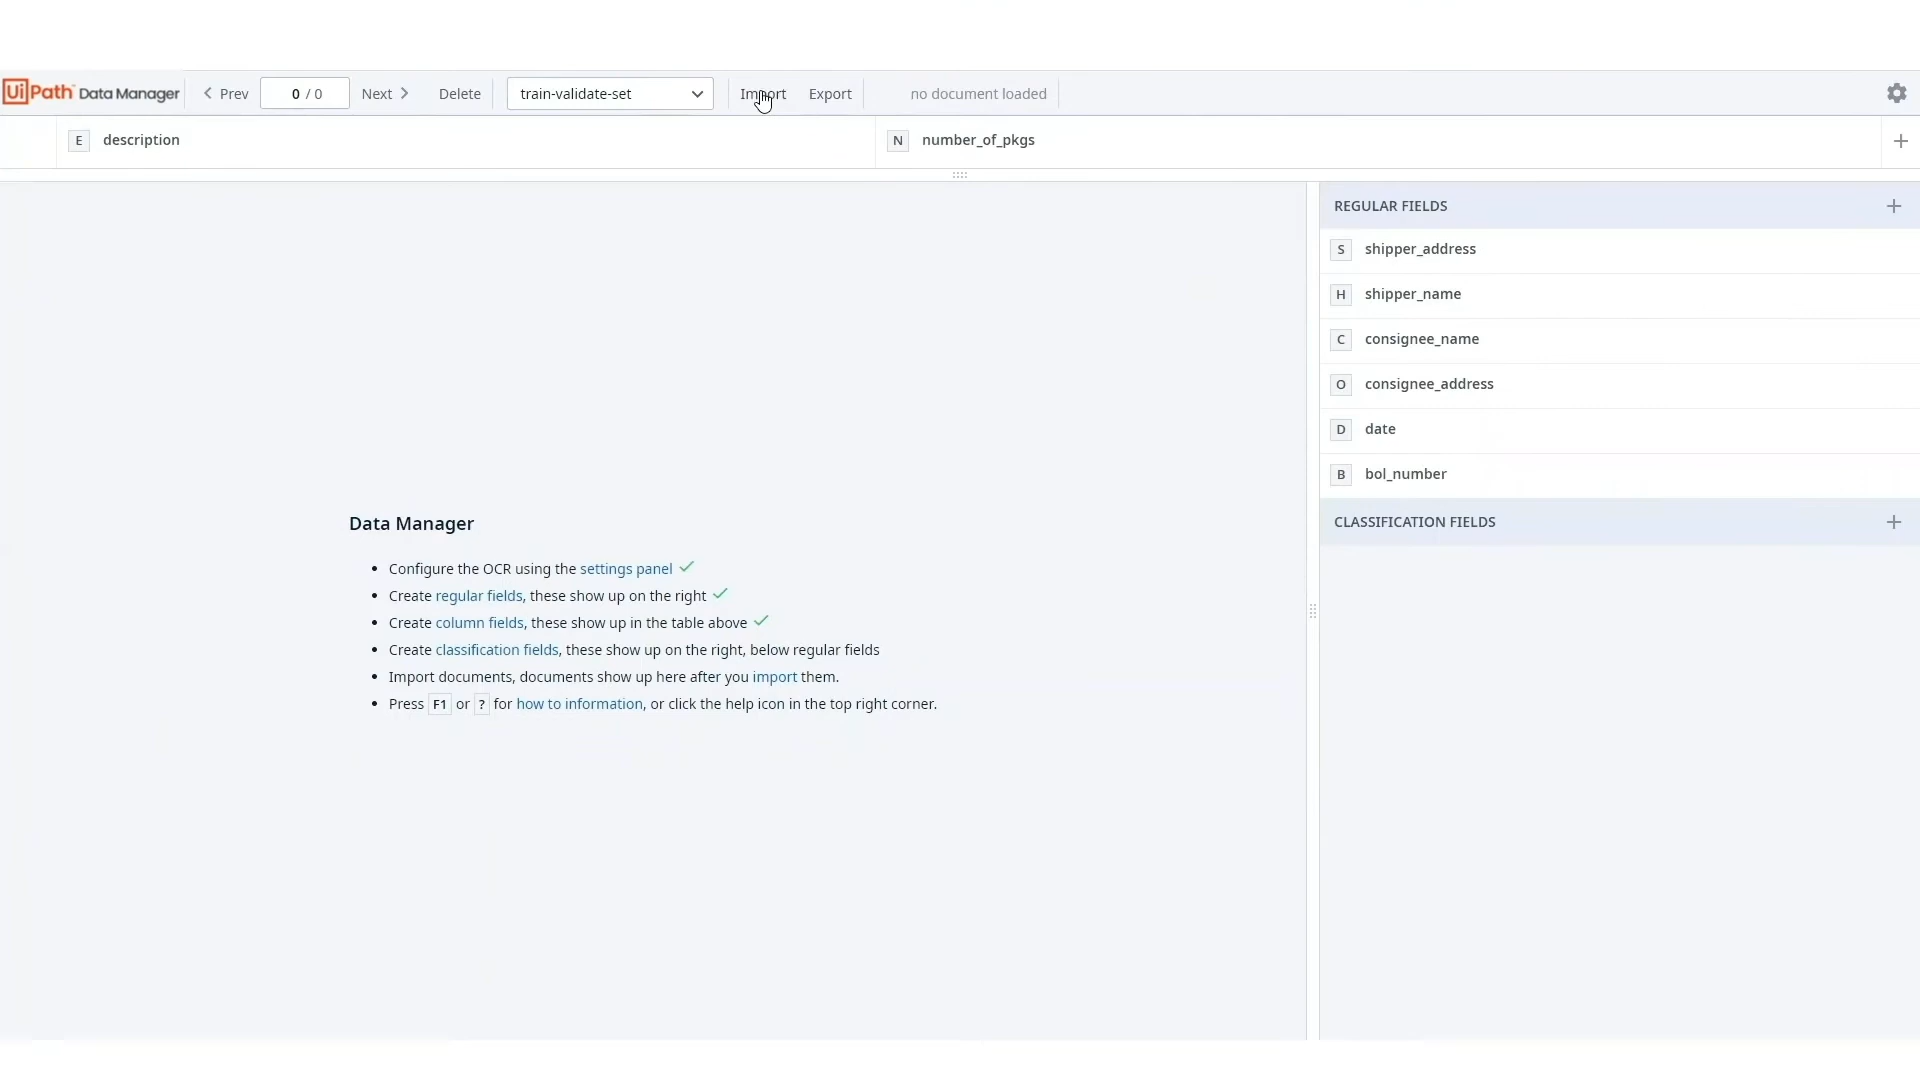 UiPath Data Manager Prev 0 / 0 Next Delete train-validate-set Import Export no document loaded
E description N number_of_pkgs
REGULAR FIELDS
S shipper_address
H shipper_name
C consignee_name
O consignee_address
D date
B bol_number
CLASSIFICATION FIELDS
Data Manager
• Configure the OCR using the settings panel
• Create regular fields, these show up on the right
• Create column fields, these show up in the table above
• Create classification fields, these show up on the right, below regular fields
• Import documents, documents show up here after you import them.
• Press F1 or ? for how to information, or click the help icon in the top right corner.